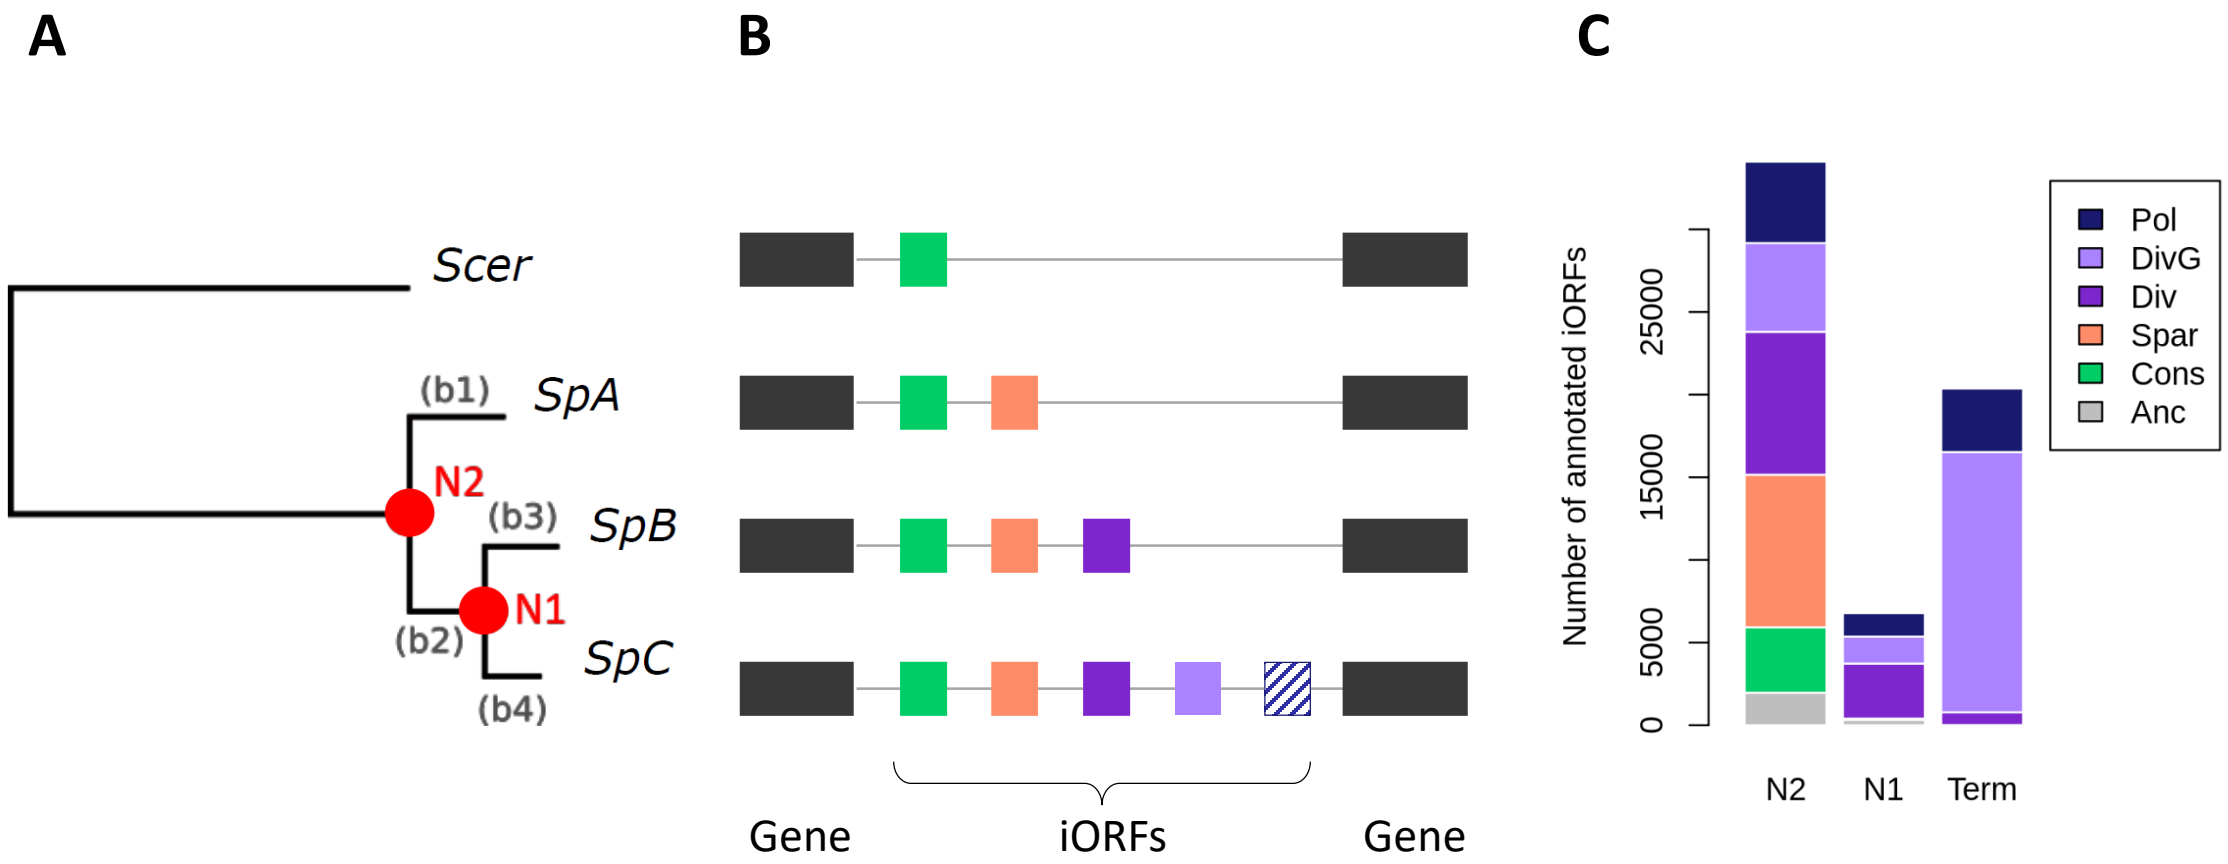 A
B
C
Scer
(b1)
SpA
N2
(b3)
SpB
N1
(b2)
SpC
(b4)
Gene
iORFs
Gene
Number of annotated iORFs
0
5000
15000
25000
N2
N1
Term
Pol
DivG
Div
Spar
Cons
Anc